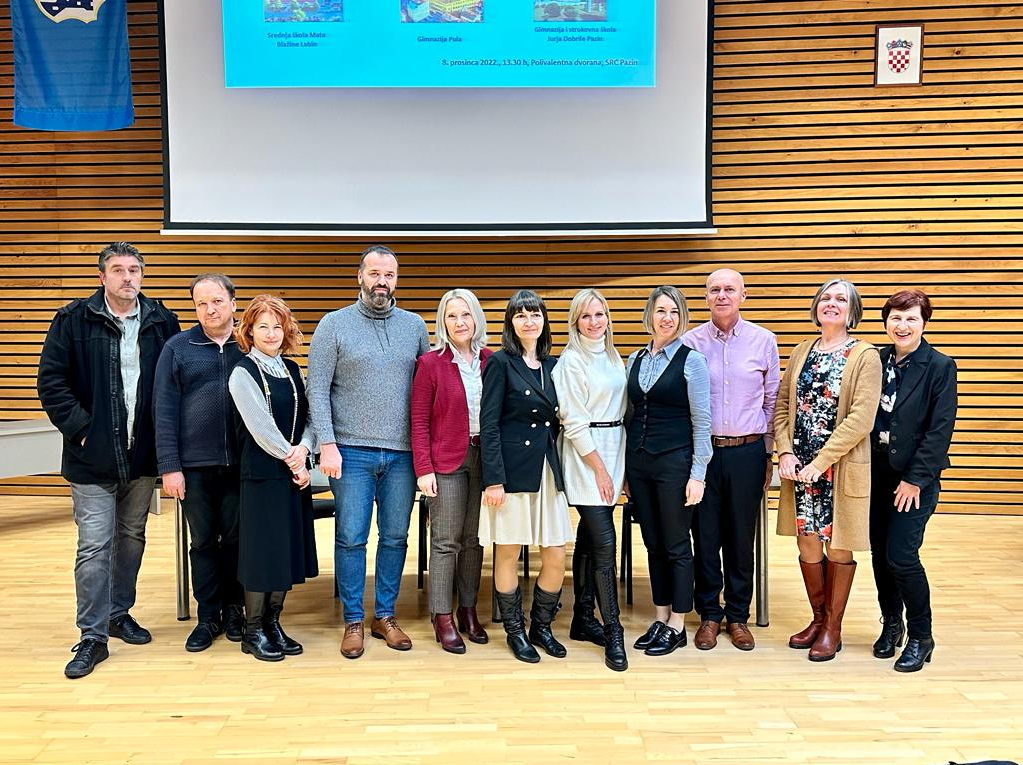 Srednja škola Mate
Blažine Labin
Gimnazija Pula
Gimnazija i strukovna škola
Jurja Dobrile Pazin
8. prosinca 2022., 13.30 h, Polivalentna dvorana, SRC Pazin